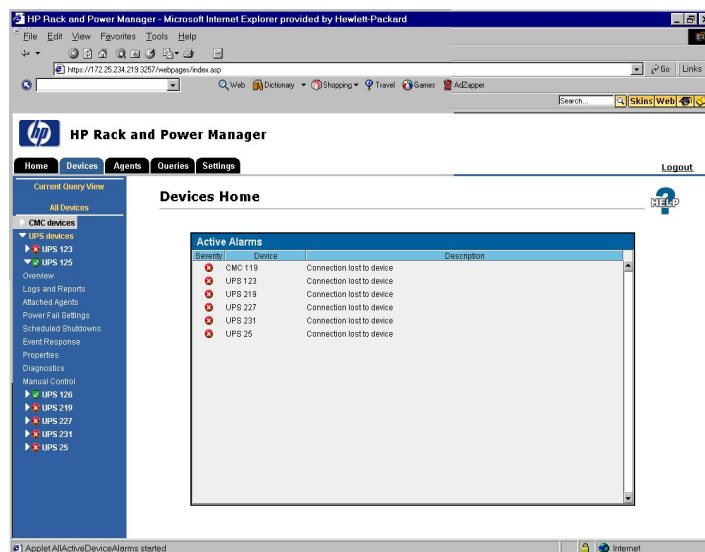 HP Rack and Power Manager - Microsoft Internet Explorer provided by Hewlett-Packard
File Edit View Favorites Tools Help
https://172.25.234.219:3257/webpages/index.asp
Go Links
Web Dictionary Shopping Travel Games AdZapper
Search... Skins Web
hp HP Rack and Power Manager
Home Devices Agents Queries Settings Logout
Current Query View
All Devices
Devices Home
HELP
CMC devices
UPS devices
UPS 123
UPS 125
Overview
Logs and Reports
Attached Agents
Power Fail Settings
Scheduled Shutdowns
Event Response
Properties
Diagnostics
Manual Control
UPS 126
UPS 219
UPS 227
UPS 231
UPS 25
Active Alarms
Severity Device Description
CMC 119 Connection lost to device
UPS 123 Connection lost to device
UPS 219 Connection lost to device
UPS 227 Connection lost to device
UPS 231 Connection lost to device
UPS 25 Connection lost to device
Applet AllActiveDeviceAlarms started
Internet